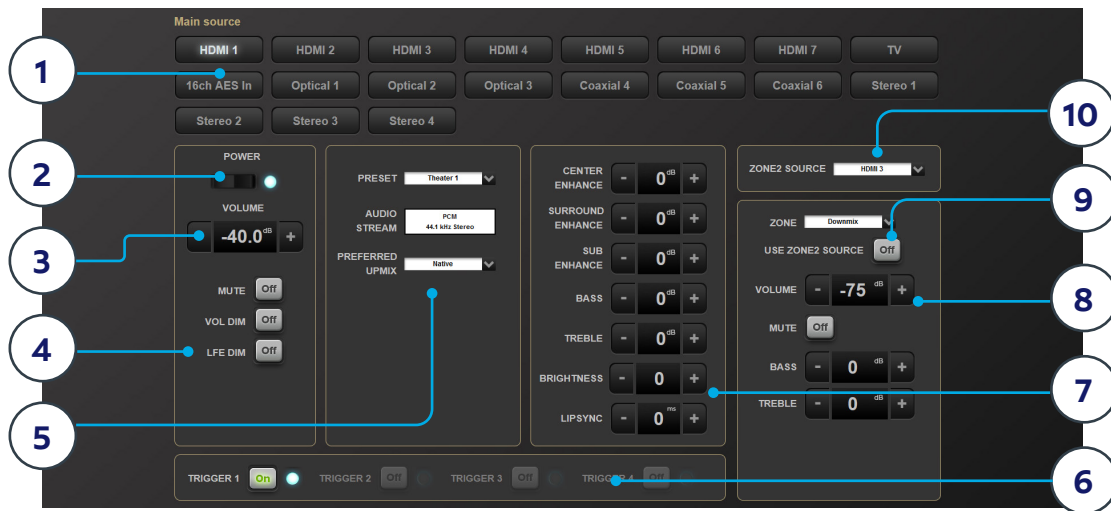 Main source
HDMI 1 HDMI 2 HDMI 3 HDMI 4 HDMI 5 HDMI 6 HDMI 7 TV
16ch AES In Optical 1 Optical 2 Optical 3 Coaxial 4 Coaxial 5 Coaxial 6 Stereo 1
Stereo 2 Stereo 3 Stereo 4
1
2
3
4
5
POWER
VOLUME
- -40.0 dB +
MUTE Off
VOL DIM Off
LFE DIM Off
PRESET Theater 1
AUDIO
STREAM
PCM
44.1 kHz Stereo
PREFERRED
UPMIX
Native
CENTER
ENHANCE
- 0 dB +
SURROUND
ENHANCE
- 0 dB +
SUB
ENHANCE
- 0 dB +
BASS - 0 dB +
TREBLE - 0 dB +
BRIGHTNESS - 0 +
LIPSYNC - 0 ms +
ZONE2 SOURCE HDMI 3
ZONE Downmix
USE ZONE2 SOURCE Off
VOLUME - -75 dB +
MUTE Off
BASS - 0 dB +
TREBLE - 0 dB +
10
9
8
7
6
TRIGGER 1 On TRIGGER 2 Off TRIGGER 3 Off TRIGGER 4 Off